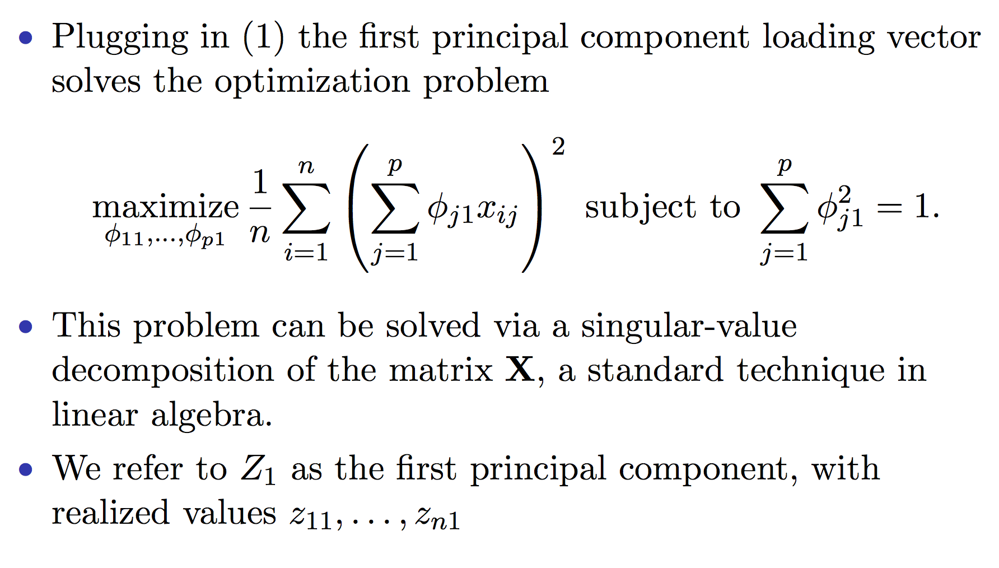 • Plugging in (1) the first principal component loading vector
solves the optimization problem
$$\underset{\phi_{11},\ldots,\phi_{p1}}{\text{maximize}} \frac{1}{n} \sum_{i=1}^{n} \left( \sum_{j=1}^{p} \phi_{j1} x_{ij} \right)^2 \text{ subject to } \sum_{j=1}^{p} \phi_{j1}^2 = 1.$$
• This problem can be solved via a singular-value
decomposition of the matrix $\mathbf{X}$, a standard technique in
linear algebra.
• We refer to $Z_1$ as the first principal component, with
realized values $z_{11}, \ldots, z_{n1}$